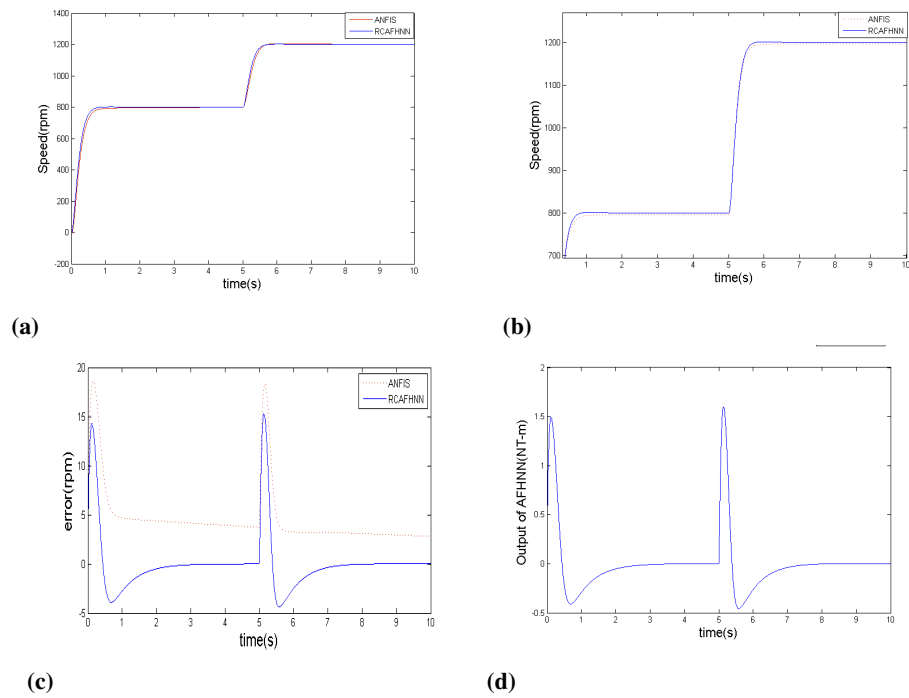 ANFIS
RCAFHNN
1400
1200
1000
800
600
400
200
0
-200
Speed(rpm)
0 1 2 3 4 5 6 7 8 9 10
time(s)
(a)
ANFIS
RCAFHNN
1200
1100
1000
900
800
700
Speed(rpm)
1 2 3 4 5 6 7 8 9 10
time(s)
(b)
ANFIS
RCAFHNN
20
15
10
5
0
-5
error(rpm)
0 1 2 3 4 5 6 7 8 9 10
time(s)
(c)
2
1.5
1
0.5
0
-0.5
Output of AFHNN(NT-m)
0 1 2 3 4 5 6 7 8 9 10
time(s)
(d)